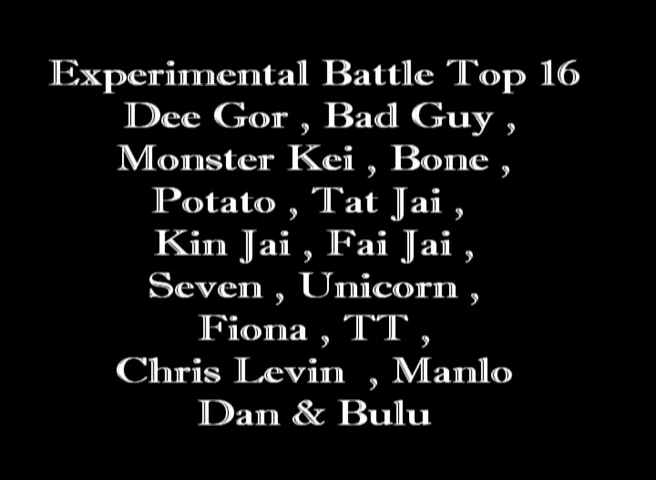 Experimental Battle Top 16
Dee Gor , Bad Guy ,
Monster Kei , Bone ,
Potato , Tat Jai ,
Kin Jai , Fai Jai ,
Seven , Unicorn ,
Fiona , TT ,
Chris Levin , Manlo
Dan & Bulu